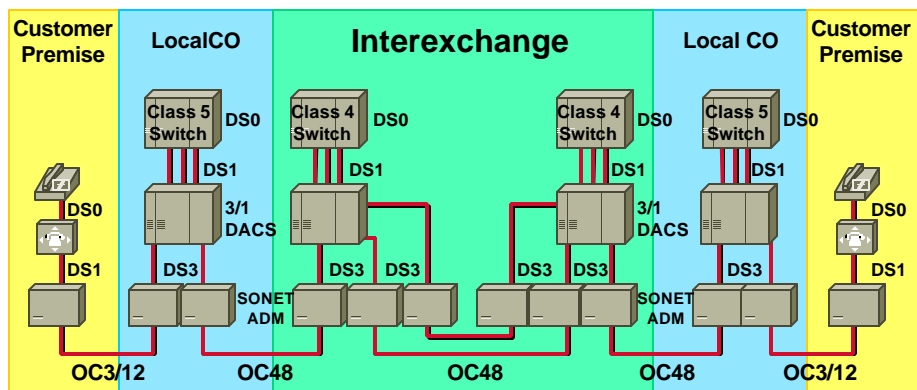 Customer
Premise
LocalCO
Interexchange
Local CO
Customer
Premise
Class 5
Switch
DS0
Class 4
Switch
DS0
Class 4
Switch
DS0
Class 5
Switch
DS0
DS1
DS1
DS1
DS1
DS0
3/1
DACS
3/1
DACS
DS0
DS1
DS3
DS3
DS3
DS3
DS3
DS3
DS1
SONET
ADM
SONET
ADM
OC3/12
OC48
OC48
OC48
OC3/12